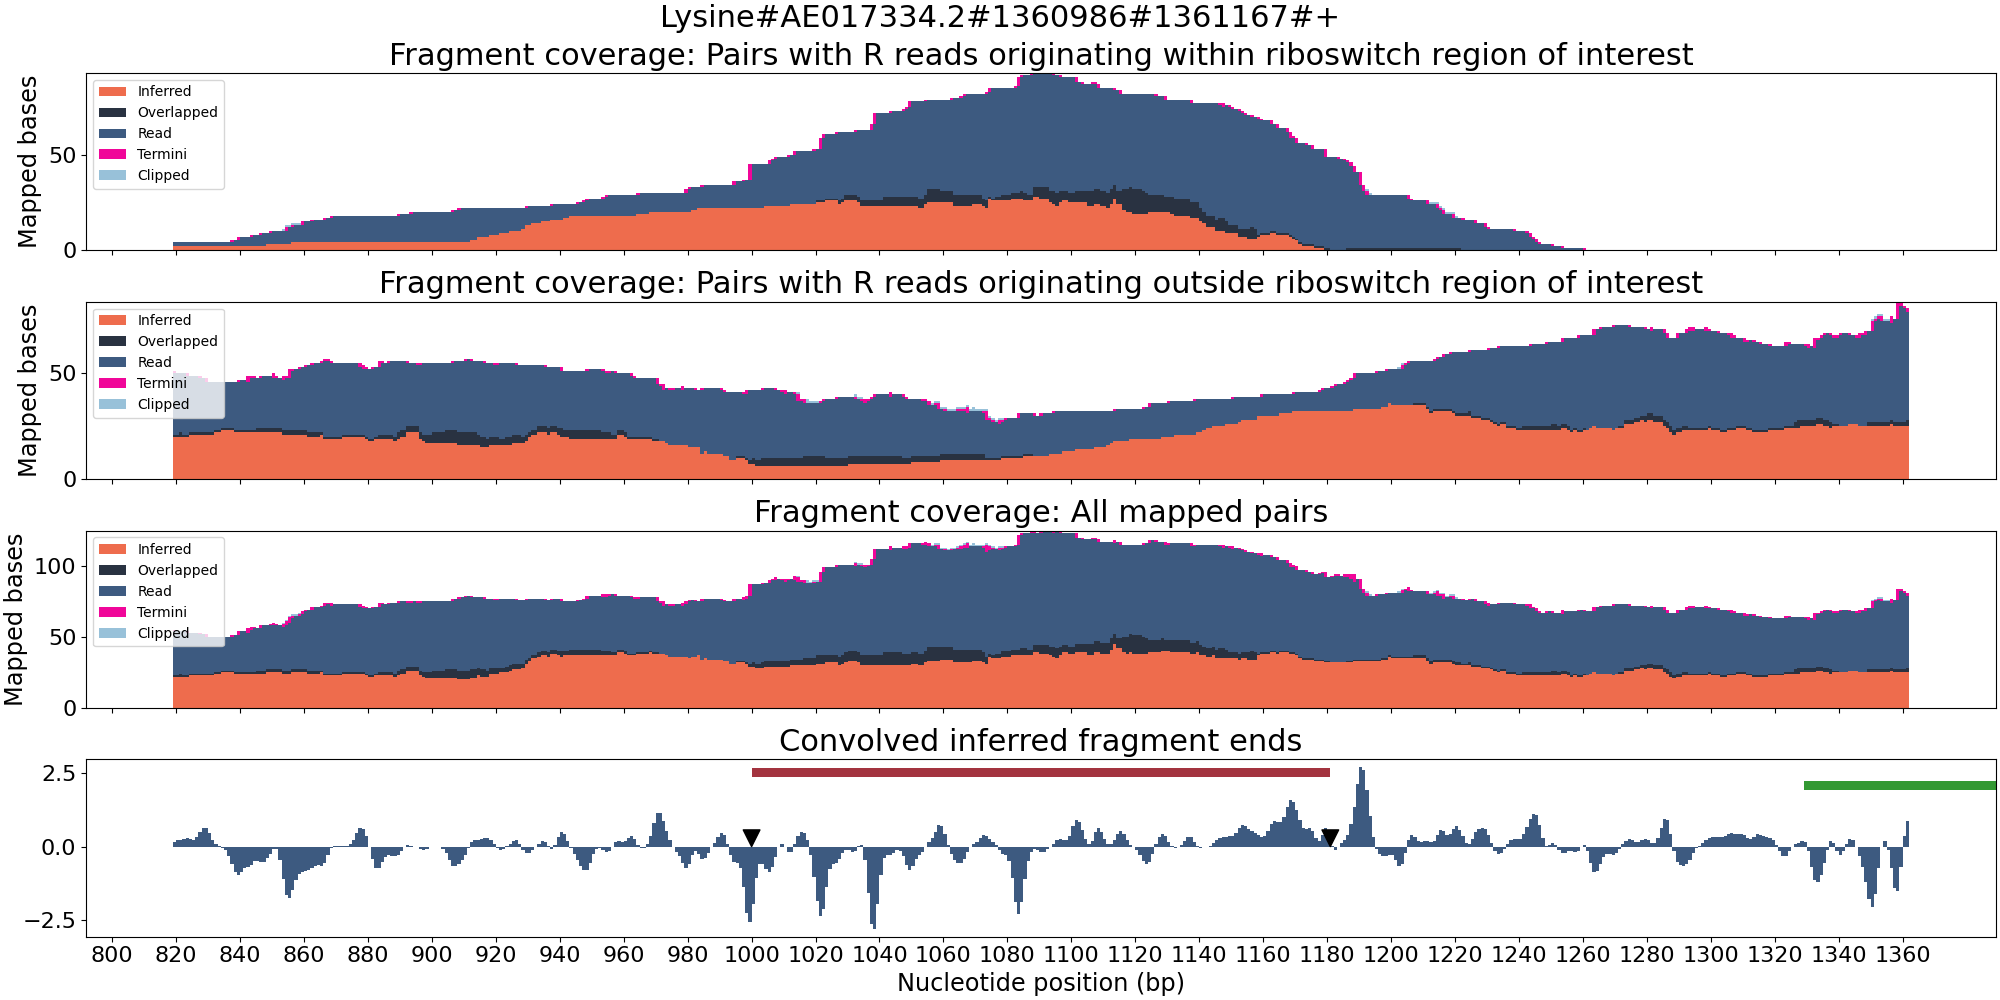 Lysine#AE017334.2#1360986#1361167#+
Fragment coverage: Pairs with R reads originating within riboswitch region of interest
Mapped bases
50
0
Inferred
Overlapped
Read
Termini
Clipped
Fragment coverage: Pairs with R reads originating outside riboswitch region of interest
Mapped bases
50
0
Inferred
Overlapped
Read
Termini
Clipped
Fragment coverage: All mapped pairs
Mapped bases
100
50
0
Inferred
Overlapped
Read
Termini
Clipped
Convolved inferred fragment ends
2.5
0.0
−2.5
800 820 840 860 880 900 920 940 960 980 1000 1020 1040 1060 1080 1100 1120 1140 1160 1180 1200 1220 1240 1260 1280 1300 1320 1340 1360
Nucleotide position (bp)